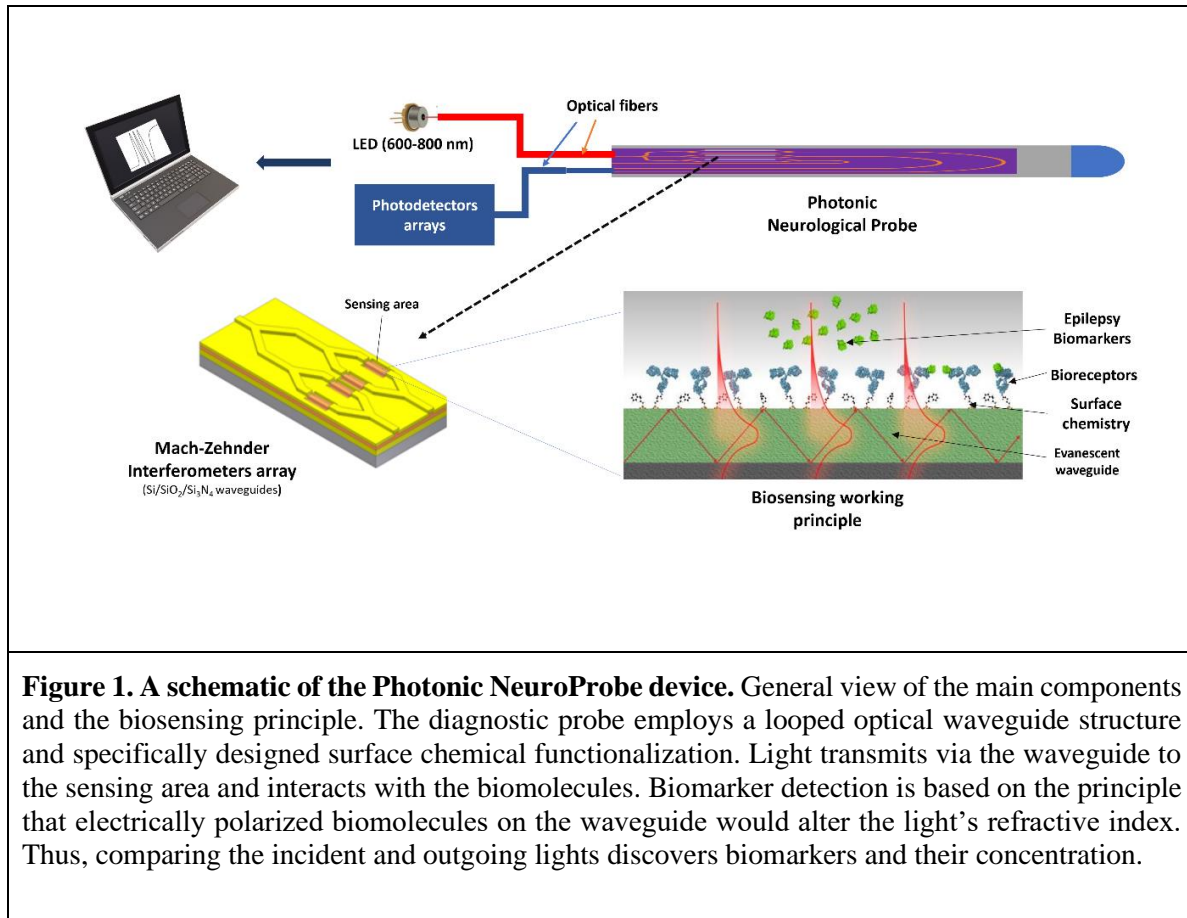 Optical fibers
LED (600-800 nm)
Photodetectors
arrays
Photonic
Neurological Probe
Sensing area
Mach-Zehnder
Interferometers array
(Si/SiO₂/Si₃N₄ waveguides)
Epilepsy
Biomarkers
Bioreceptors
Surface
chemistry
Evanescent
waveguide
Biosensing working
principle
Figure 1. A schematic of the Photonic NeuroProbe device. General view of the main components
and the biosensing principle. The diagnostic probe employs a looped optical waveguide structure
and specifically designed surface chemical functionalization. Light transmits via the waveguide to
the sensing area and interacts with the biomolecules. Biomarker detection is based on the principle
that electrically polarized biomolecules on the waveguide would alter the light’s refractive index.
Thus, comparing the incident and outgoing lights discovers biomarkers and their concentration.